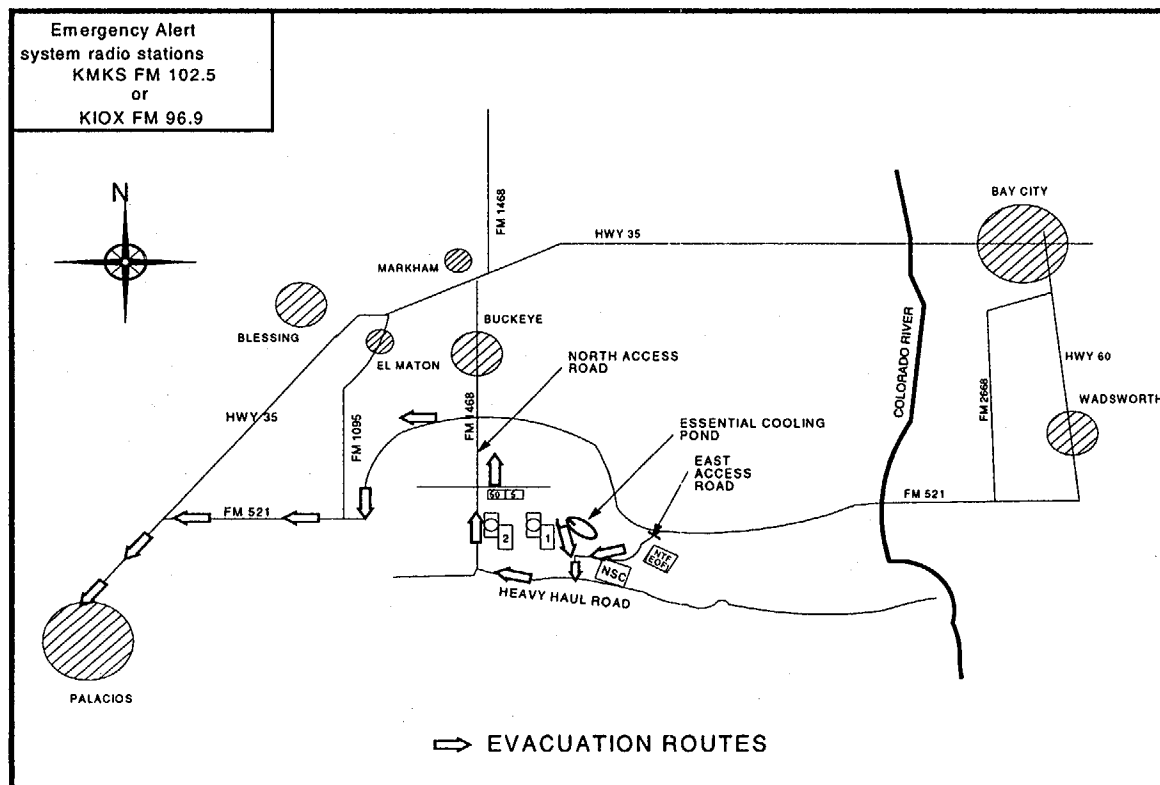 Emergency Alert
system radio stations
KMKS FM 102.5
or
KIOX FM 96.9
N
FM 1468
BAY CITY
HWY 35
MARKHAM
BLESSING
BUCKEYE
EL MATON
NORTH ACCESS
ROAD
COLORADO RIVER
HWY 60
FM 2668
WADSWORTH
HWY 35
FM 1095
FM 1468
ESSENTIAL COOLING
POND
EAST
ACCESS
ROAD
FM 521
FM 521
2
1
NTF
NSC
HEAVY HAUL ROAD
PALACIOS
EVACUATION ROUTES